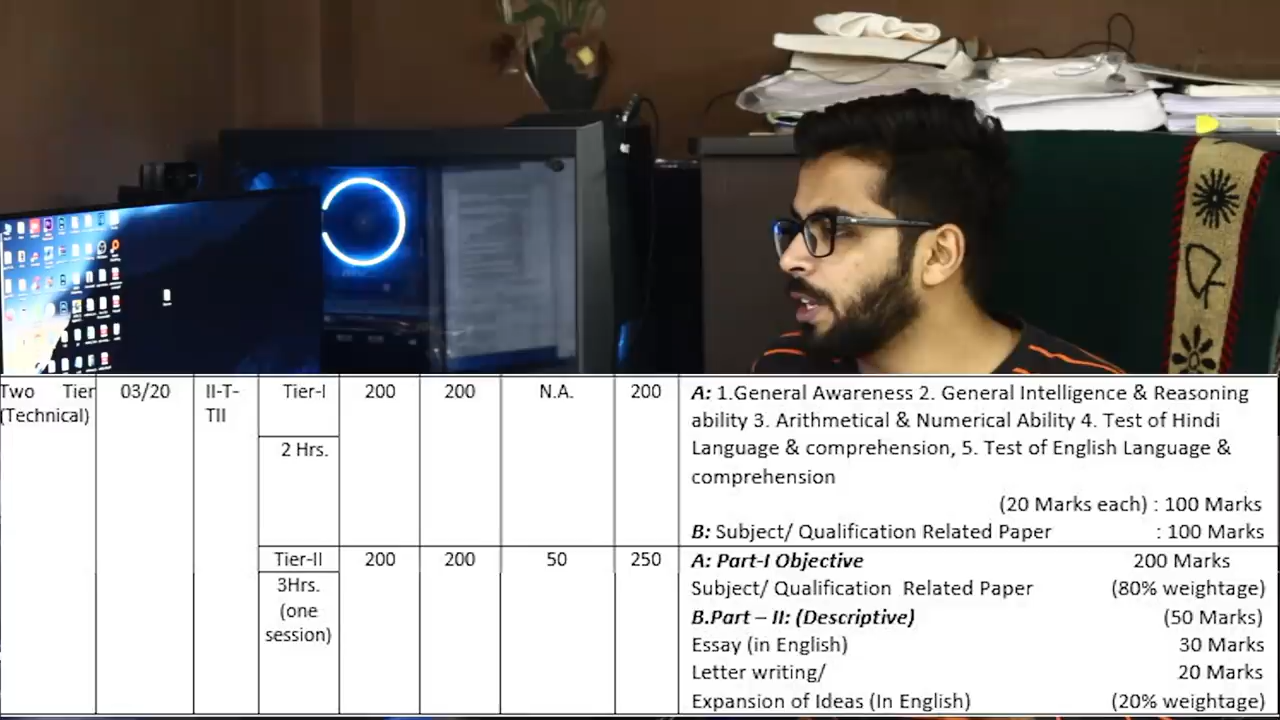 Two Tier 03/20 II-T- Tier-I 200 200 N.A. 200 A: 1.General Awareness 2. General Intelligence & Reasoning
(Technical) TII ability 3. Arithmetical & Numerical Ability 4. Test of Hindi
2 Hrs. Language & comprehension, 5. Test of English Language &
comprehension
(20 Marks each) : 100 Marks
B: Subject/ Qualification Related Paper : 100 Marks
Tier-II 200 200 50 250 A: Part-I Objective 200 Marks
3Hrs. Subject/ Qualification Related Paper (80% weightage)
(one B.Part – II: (Descriptive) (50 Marks)
session) Essay (in English) 30 Marks
Letter writing/ 20 Marks
Expansion of Ideas (In English) (20% weightage)